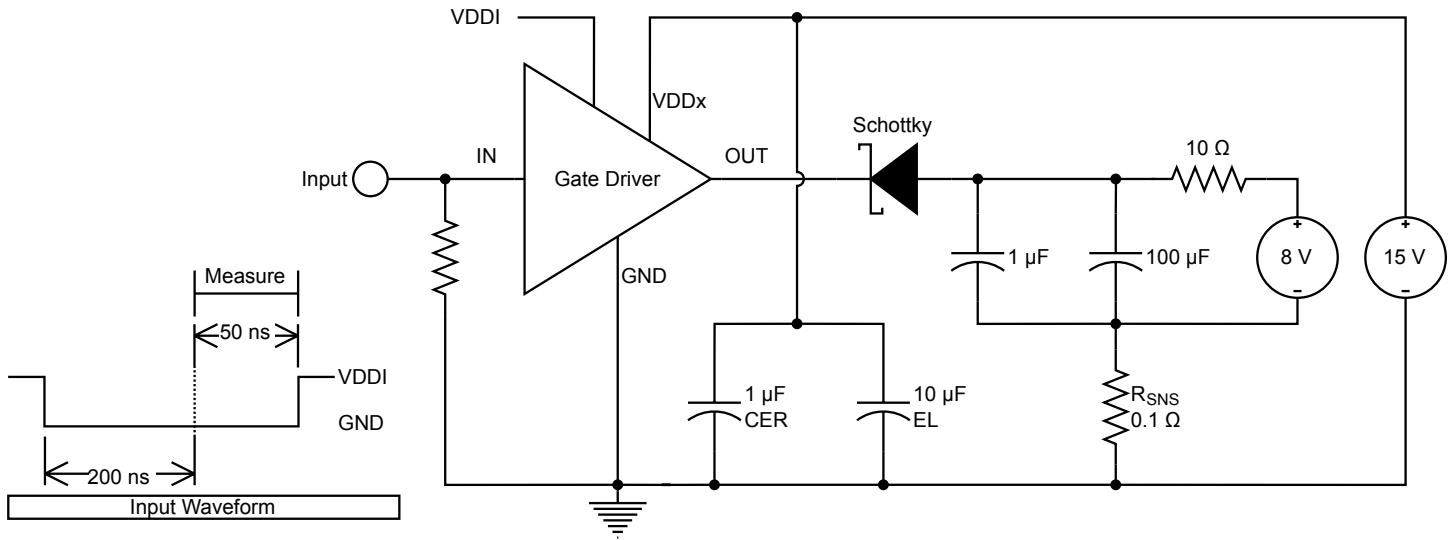 VDDI
VDDx
Schottky
10 Ω
IN
OUT
Input
Gate Driver
+
+
1 µF
100 µF
8 V
15 V
GND
-
-
Measure
50 ns
VDDI
1 µF
CER
10 µF
EL
RSNS
0.1 Ω
GND
200 ns
Input Waveform